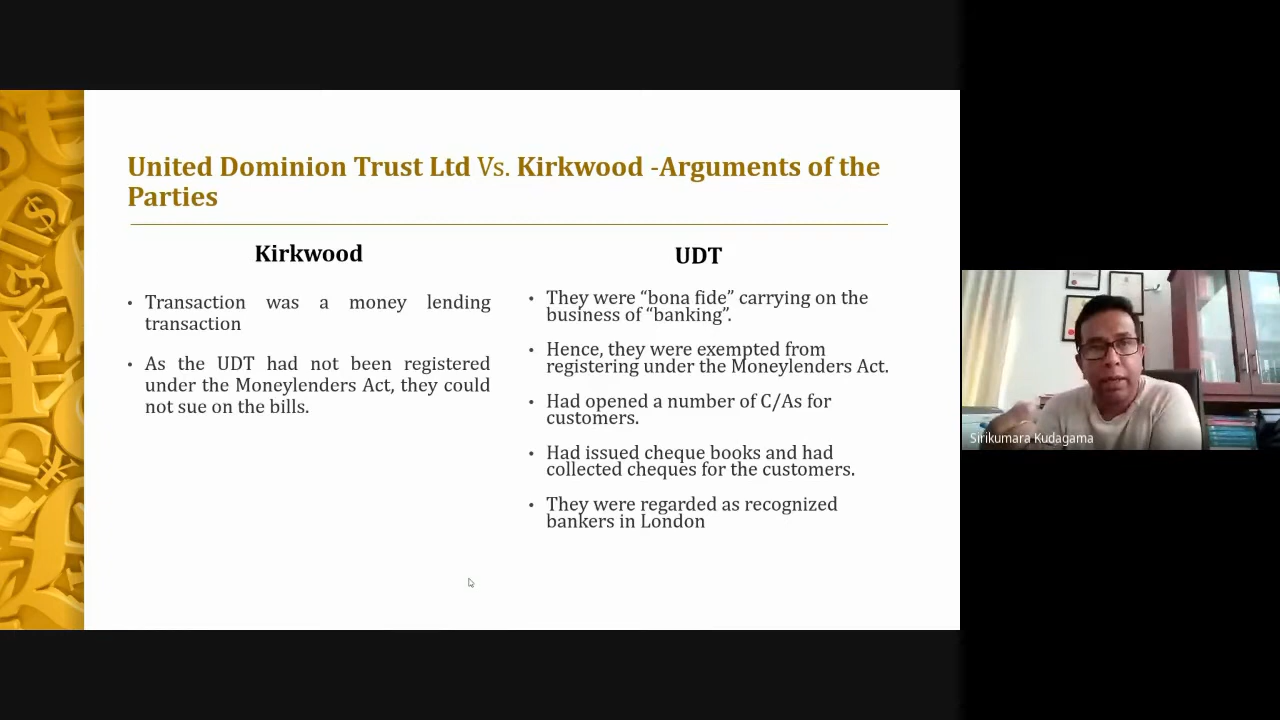 United Dominion Trust Ltd Vs. Kirkwood -Arguments of the
Parties
Kirkwood
• Transaction was a money lending
transaction
• As the UDT had not been registered
under the Moneylenders Act, they could
not sue on the bills.
UDT
• They were “bona fide” carrying on the
business of “banking”.
• Hence, they were exempted from
registering under the Moneylenders Act.
• Had opened a number of C/As for
customers.
• Had issued cheque books and had
collected cheques for the customers.
• They were regarded as recognized
bankers in London
Sirikumara Kudagama